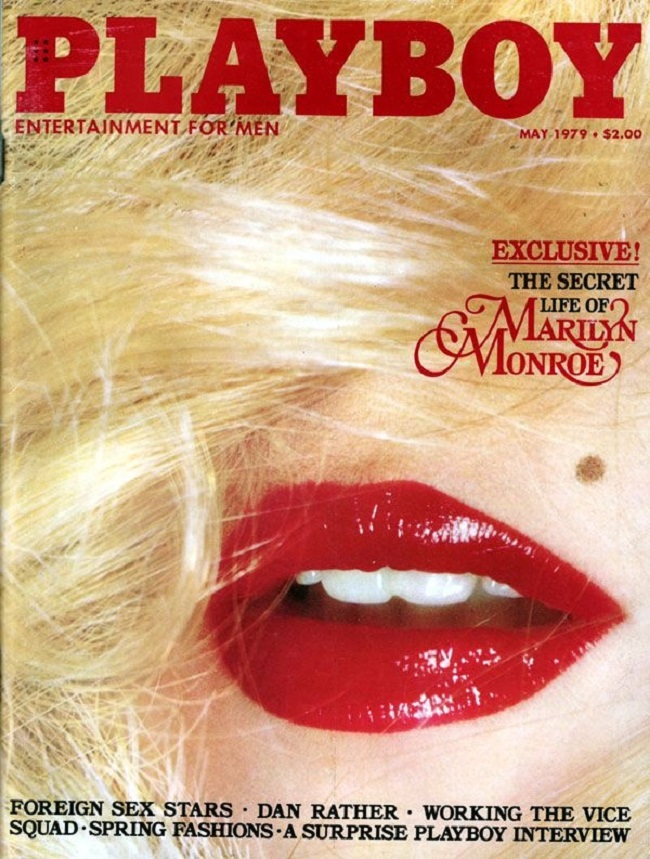 PLAYBOY
ENTERTAINMENT FOR MEN
MAY 1979 • $2.00
EXCLUSIVE!
THE SECRET
LIFE OF
MARILYN
MONROE
FOREIGN SEX STARS · DAN RATHER · WORKING THE VICE
SQUAD · SPRING FASHIONS · A SURPRISE PLAYBOY INTERVIEW